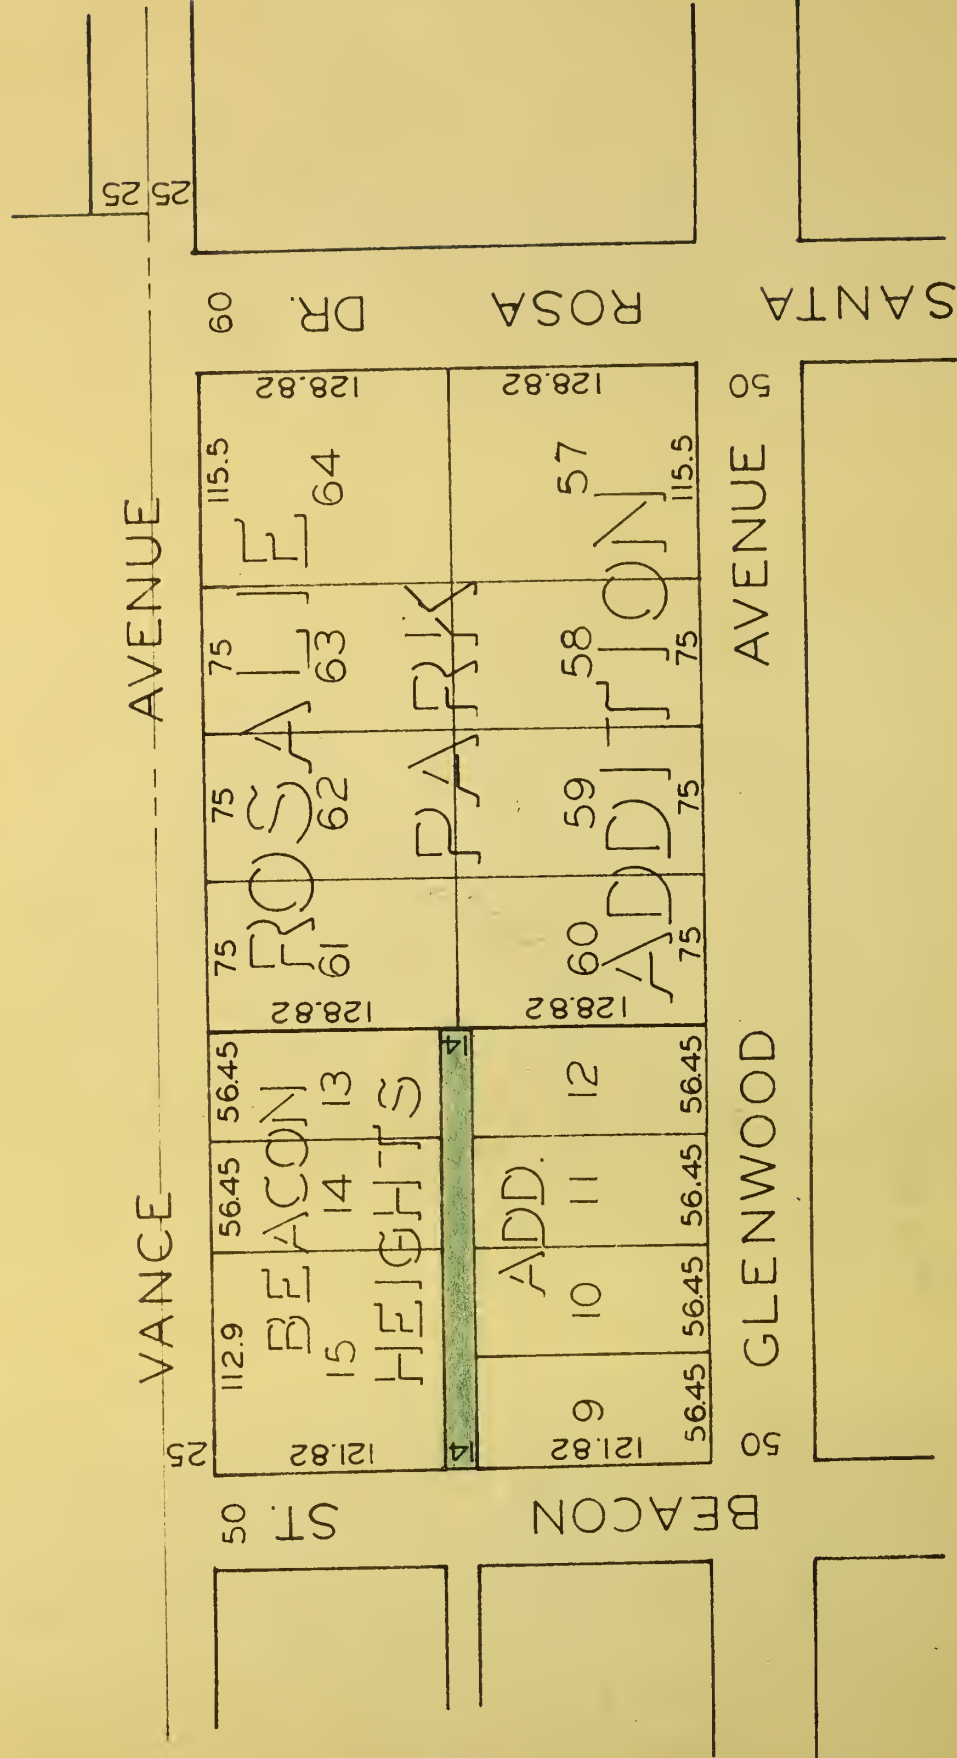 VANCE AVENUE
25 25
25
50 ST. BEACON
60 DR. ROSA SANTA
112.9 56.45 56.45 75 75 75 115.5
BEACON
ROSALIE
15 14 13 61 62 63 64
HEIGHTS
121.82 128.82 128.82
PARK
14 14
ADD.
9 10 11 12 60 59 58 57
121.82 128.82 128.82
ADDITION
56.45 56.45 56.45 56.45 75 75 75 115.5
50 GLENWOOD AVENUE 50